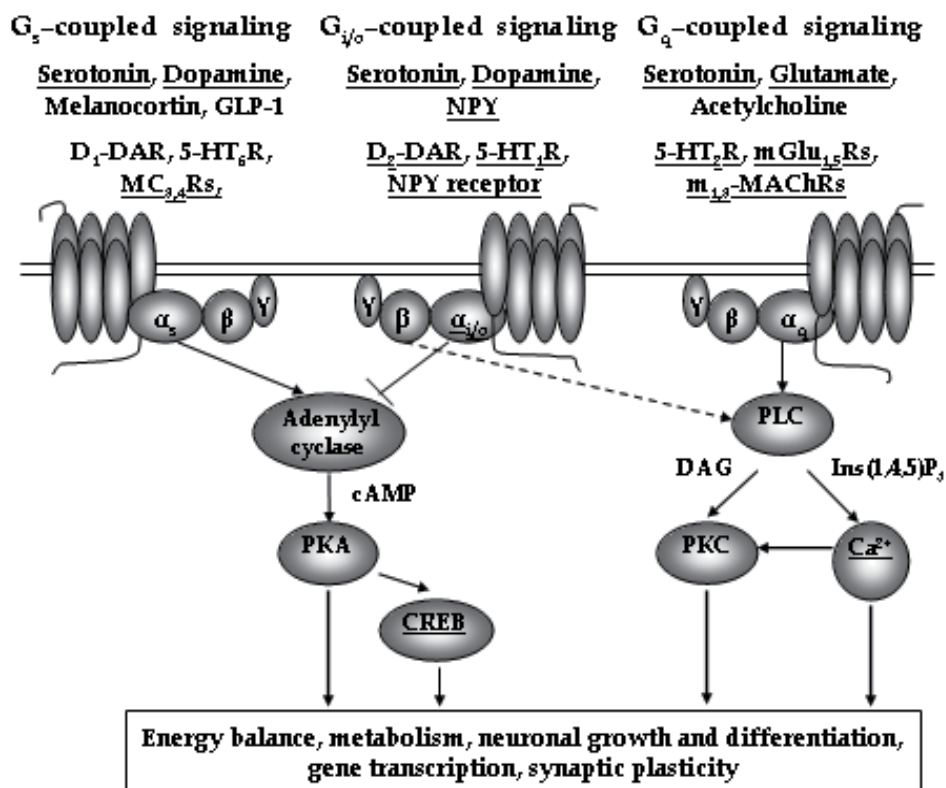 Gs-coupled signaling
Serotonin, Dopamine,
Melanocortin, GLP-1
D1-DAR, 5-HT6R,
MC3,4Rs,
Gi/o-coupled signaling
Serotonin, Dopamine,
NPY
D2-DAR, 5-HT1R,
NPY receptor
Gq-coupled signaling
Serotonin, Glutamate,
Acetylcholine
5-HT2R, mGlu1,5Rs,
m1,3-MAChRs
αs β γ
γ β αi/o
γ β αq
Adenylyl
cyclase
PLC
cAMP
DAG
Ins(1,4,5)P3
PKA
PKC
Ca2+
CREB
Energy balance, metabolism, neuronal growth and differentiation,
gene transcription, synaptic plasticity